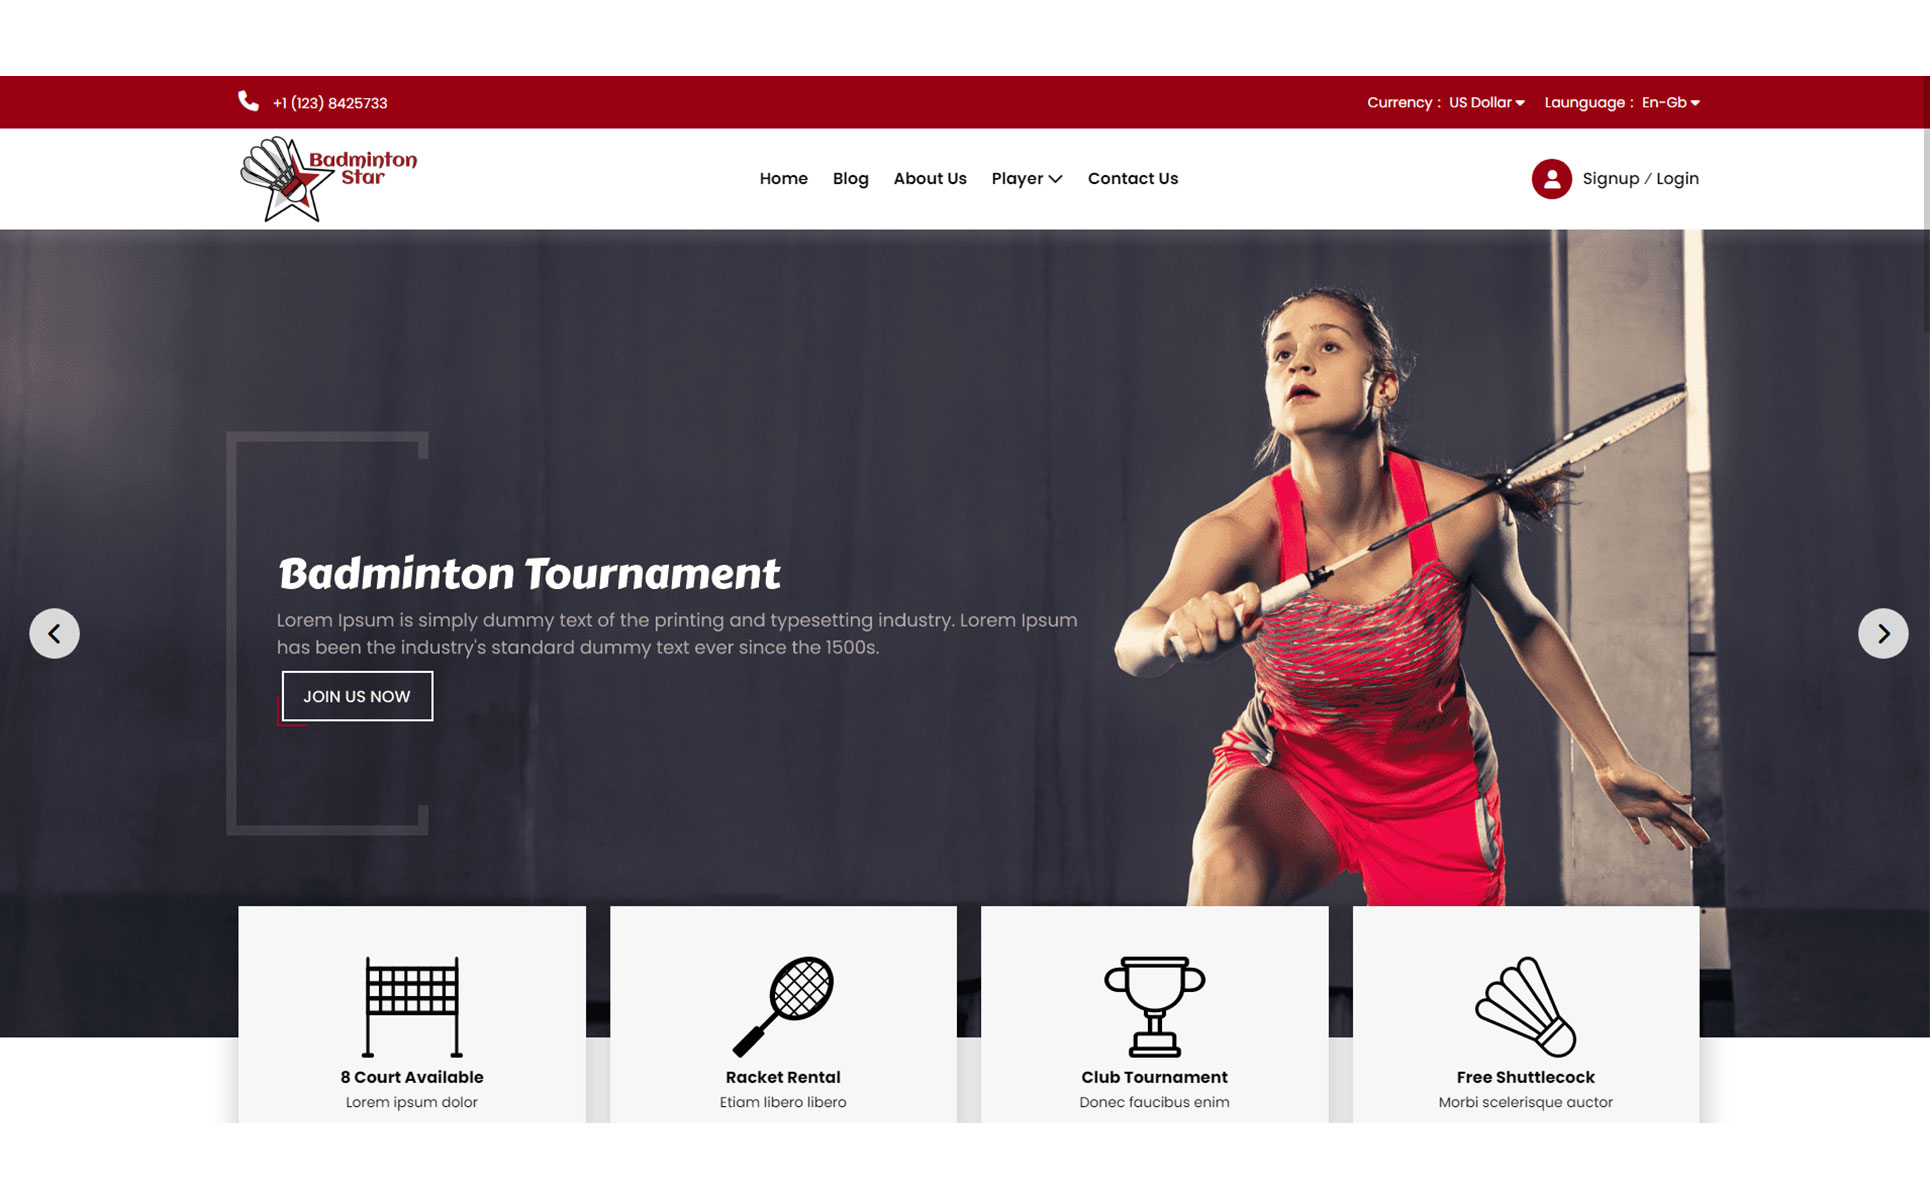 +1 (123) 8425733
Currency : US Dollar
Launguage : En-Gb
Badminton
Star
Home
Blog
About Us
Player
Contact Us
Signup / Login
Badminton Tournament
Lorem Ipsum is simply dummy text of the printing and typesetting industry. Lorem Ipsum
has been the industry's standard dummy text ever since the 1500s.
JOIN US NOW
8 Court Available
Lorem ipsum dolor
Racket Rental
Etiam libero libero
Club Tournament
Donec faucibus enim
Free Shuttlecock
Morbi scelerisque auctor